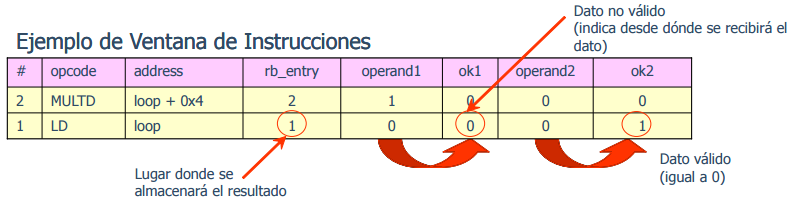 Dato no válido
(indica desde dónde se recibirá el
dato)
Ejemplo de Ventana de Instrucciones
# opcode address rb_entry operand1 ok1 operand2 ok2
2 MULTD loop + 0x4 2 1 0 0 0
1 LD loop 1 0 0 0 1
Lugar donde se
almacenará el resultado
Dato válido
(igual a 0)